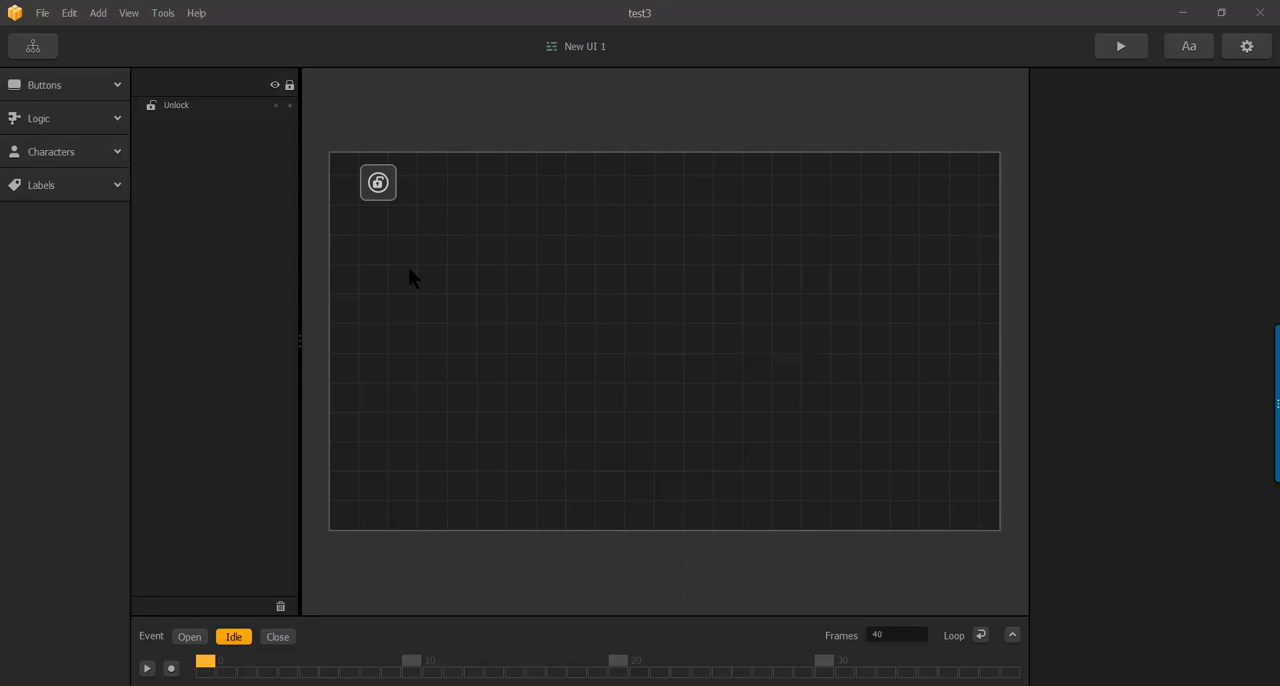 File Edit Add View Tools Help
test3
New UI 1
Aa
Buttons
Logic
Characters
Labels
Unlock
Event Open Idle Close
Frames 40 Loop
0 10 20 30